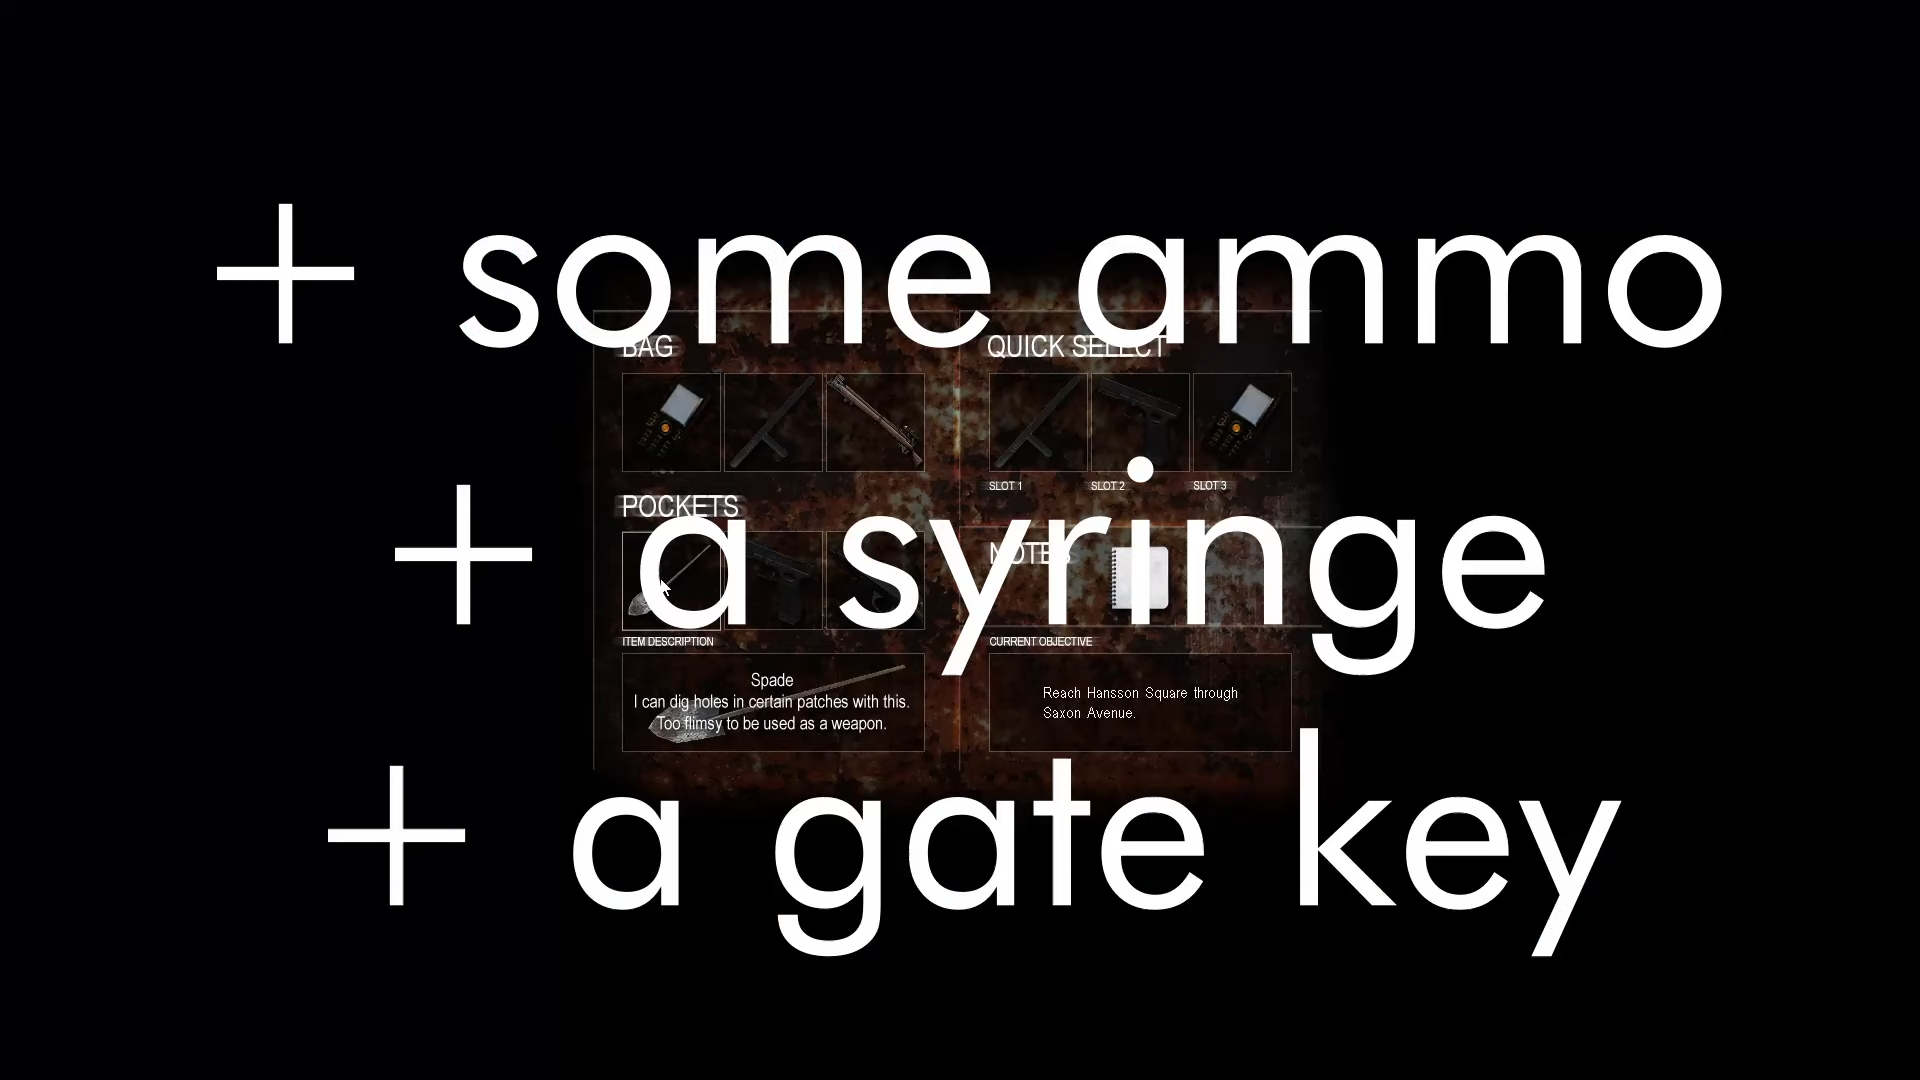 + some ammo
BAG
QUICK SELECT
SLOT 1
SLOT 2
SLOT 3
+ a syringe
POCKETS
NOTES
ITEM DESCRIPTION
CURRENT OBJECTIVE
Spade
I can dig holes in certain patches with this.
Too flimsy to be used as a weapon.
Reach Hansson Square through
Saxon Avenue.
+ a gate key